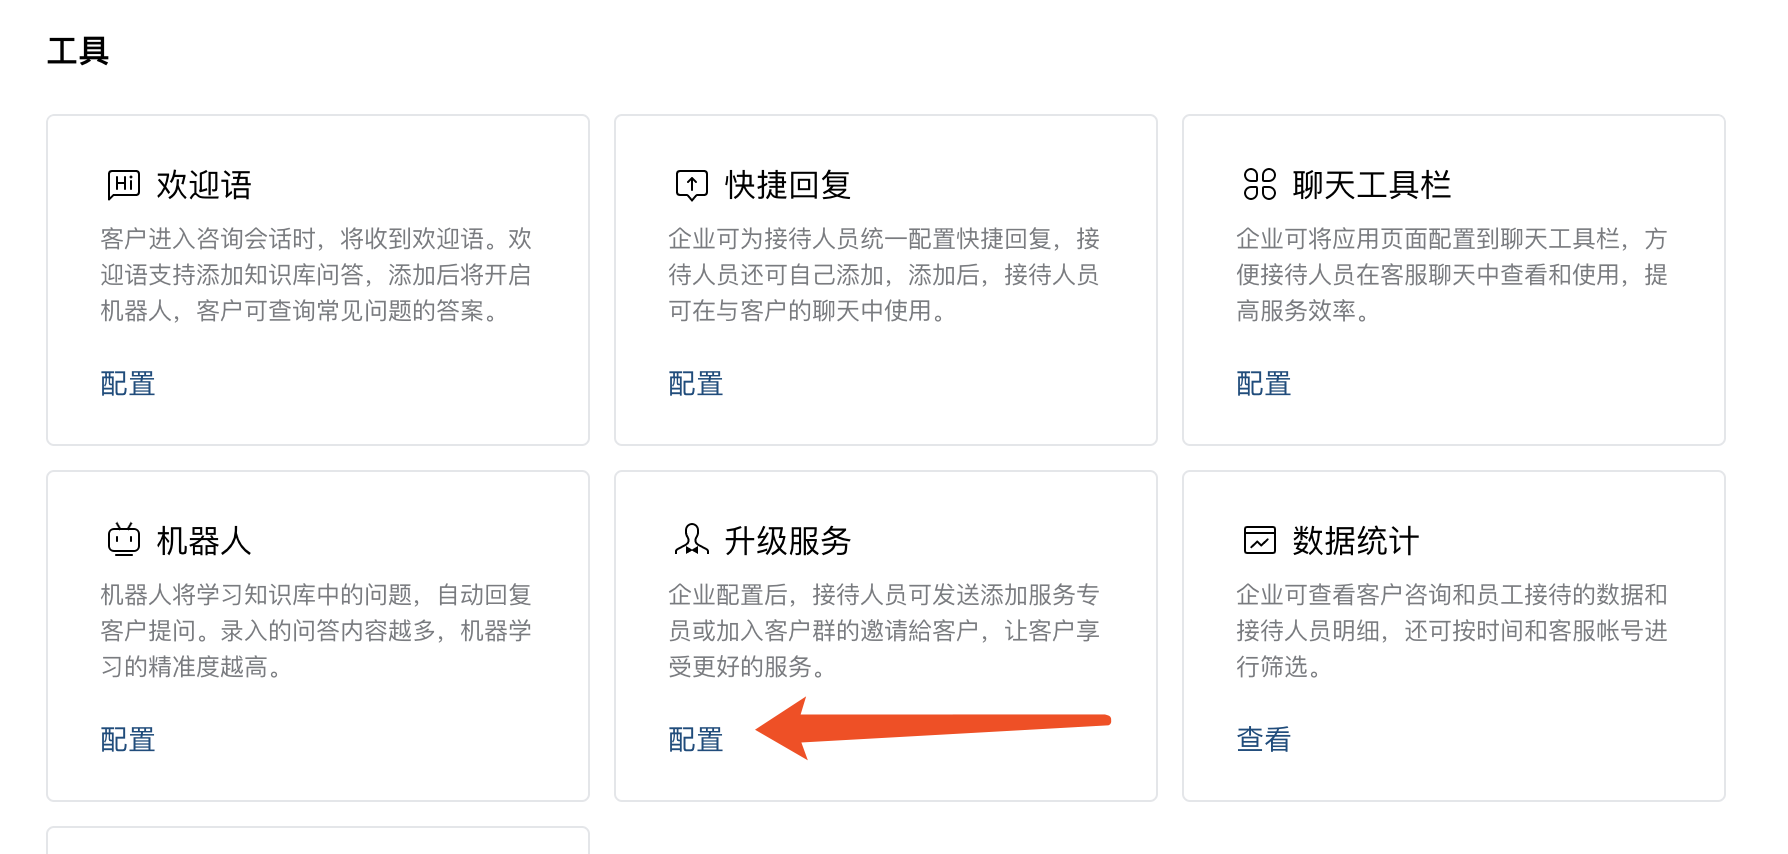 工具
欢迎语
客户进入咨询会话时，将收到欢迎语。欢
迎语支持添加知识库问答，添加后将开启
机器人，客户可查询常见问题的答案。
配置
快捷回复
企业可为接待人员统一配置快捷回复，接
待人员还可自己添加，添加后，接待人员
可在与客户的聊天中使用。
配置
聊天工具栏
企业可将应用页面配置到聊天工具栏，方
便接待人员在客服聊天中查看和使用，提
高服务效率。
配置
机器人
机器人将学习知识库中的问题，自动回复
客户提问。录入的问答内容越多，机器学
习的精准度越高。
配置
升级服务
企业配置后，接待人员可发送添加服务专
员或加入客户群的邀请給客户，让客户享
受更好的服务。
配置
数据统计
企业可查看客户咨询和员工接待的数据和
接待人员明细，还可按时间和客服帐号进
行筛选。
查看